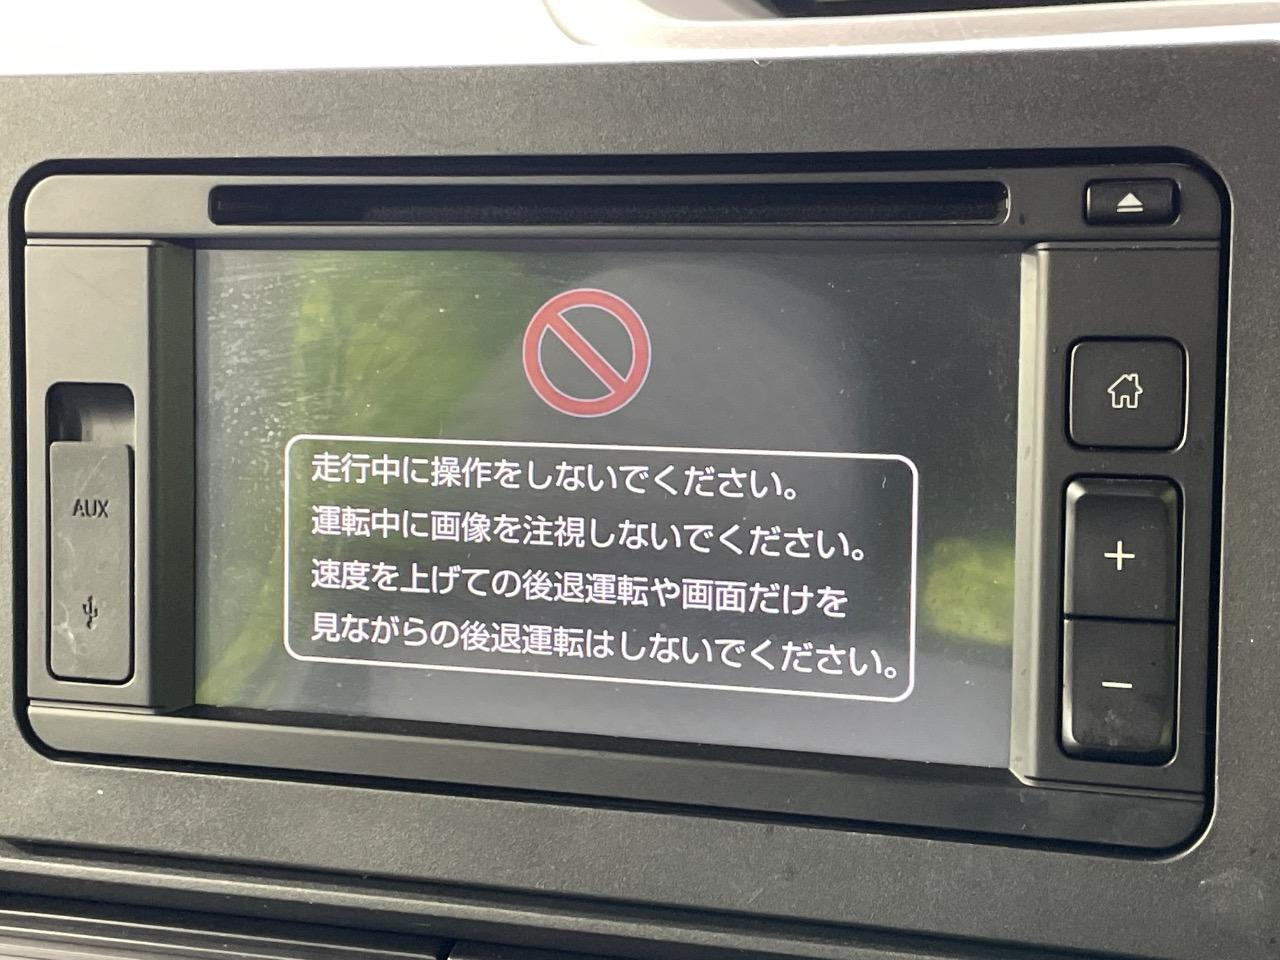 走行中に操作をしないでください。
運転中に画像を注視しないでください。
速度を上げての後退運転や画面だけを
見ながらの後退運転はしないでください。
AUX
+
−